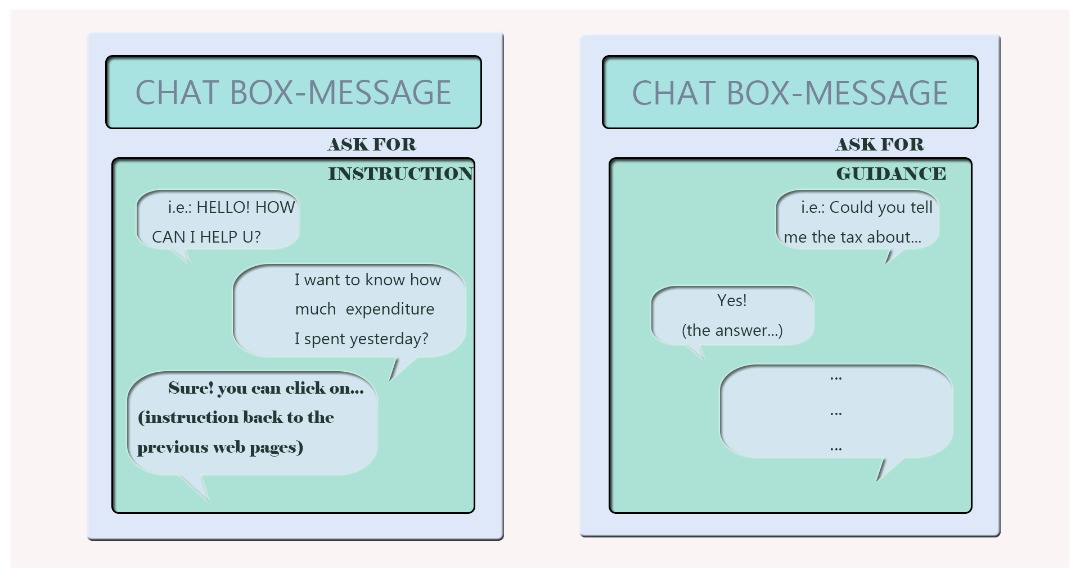 CHAT BOX-MESSAGE
ASK FOR
INSTRUCTION
i.e.: HELLO! HOW
CAN I HELP U?
I want to know how
much expenditure
I spent yesterday?
Sure! you can click on...
(instruction back to the
previous web pages)
CHAT BOX-MESSAGE
ASK FOR
GUIDANCE
i.e.: Could you tell
me the tax about...
Yes!
(the answer...)
...
...
...